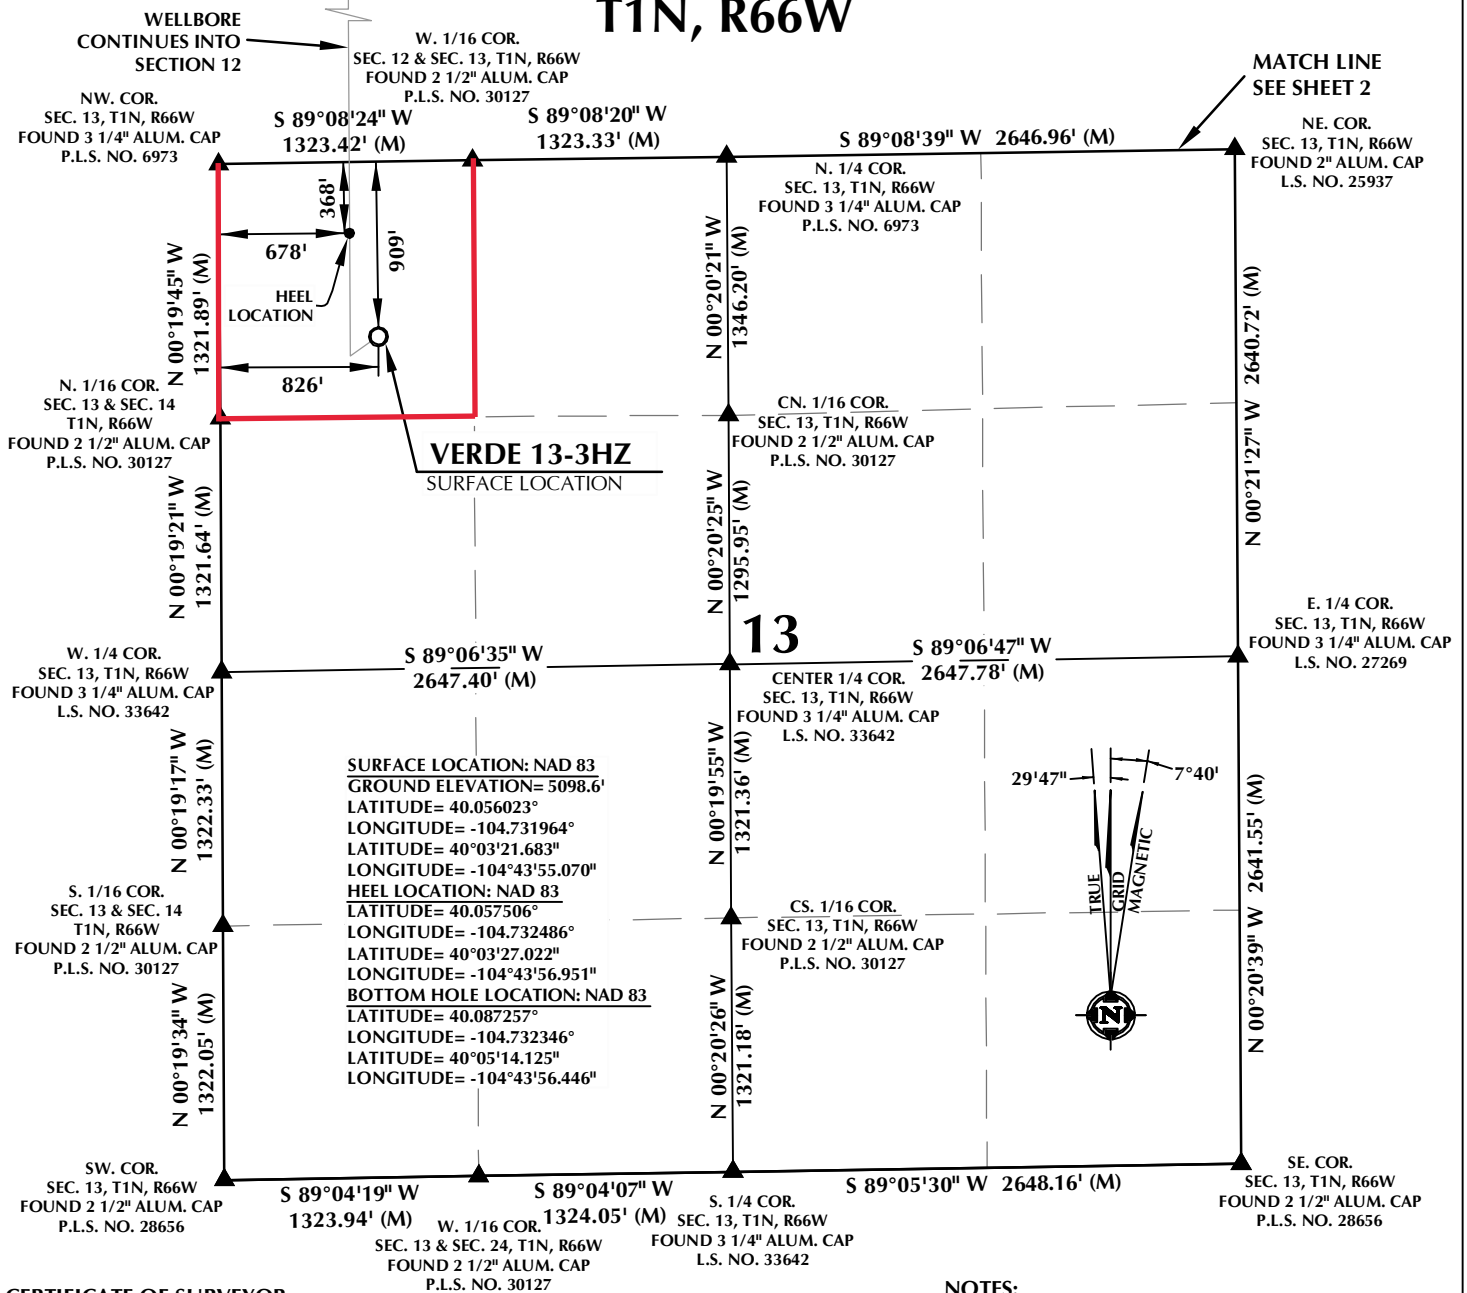 T1N, R66W
WELLBORE
CONTINUES INTO
SECTION 12
W. 1/16 COR.
SEC. 12 & SEC. 13, T1N, R66W
FOUND 2 1/2" ALUM. CAP
P.L.S. NO. 30127
MATCH LINE
SEE SHEET 2
NW. COR.
SEC. 13, T1N, R66W
FOUND 3 1/4" ALUM. CAP
P.L.S. NO. 6973
S 89°08'24" W
1323.42' (M)
S 89°08'20" W
1323.33' (M)
S 89°08'39" W 2646.96' (M)
NE. COR.
SEC. 13, T1N, R66W
FOUND 2" ALUM. CAP
L.S. NO. 25937
N. 1/4 COR.
SEC. 13, T1N, R66W
FOUND 3 1/4" ALUM. CAP
P.L.S. NO. 6973
368'
678'
909'
HEEL
LOCATION
826'
N 00°19'45" W
1321.89' (M)
N 00°20'21" W
1346.20' (M)
N 00°21'27" W 2640.72' (M)
N. 1/16 COR.
SEC. 13 & SEC. 14
T1N, R66W
FOUND 2 1/2" ALUM. CAP
P.L.S. NO. 30127
CN. 1/16 COR.
SEC. 13, T1N, R66W
FOUND 2 1/2" ALUM. CAP
P.L.S. NO. 30127
VERDE 13-3HZ
SURFACE LOCATION
N 00°19'21" W
1321.64' (M)
N 00°20'25" W
1295.95' (M)
13
E. 1/4 COR.
SEC. 13, T1N, R66W
FOUND 3 1/4" ALUM. CAP
L.S. NO. 27269
W. 1/4 COR.
SEC. 13, T1N, R66W
FOUND 3 1/4" ALUM. CAP
L.S. NO. 33642
S 89°06'35" W
2647.40' (M)
S 89°06'47" W
2647.78' (M)
CENTER 1/4 COR.
SEC. 13, T1N, R66W
FOUND 3 1/4" ALUM. CAP
L.S. NO. 33642
N 00°19'17" W
1322.33' (M)
SURFACE LOCATION: NAD 83
GROUND ELEVATION= 5098.6'
LATITUDE= 40.056023°
LONGITUDE= -104.731964°
LATITUDE= 40°03'21.683"
LONGITUDE= -104°43'55.070"
HEEL LOCATION: NAD 83
LATITUDE= 40.057506°
LONGITUDE= -104.732486°
LATITUDE= 40°03'27.022"
LONGITUDE= -104°43'56.951"
BOTTOM HOLE LOCATION: NAD 83
LATITUDE= 40.087257°
LONGITUDE= -104.732346°
LATITUDE= 40°05'14.125"
LONGITUDE= -104°43'56.446"
N 00°19'55" W
1321.36' (M)
29'47"
7°40'
TRUE
GRID
MAGNETIC
N
N 00°20'39" W 2641.55' (M)
S. 1/16 COR.
SEC. 13 & SEC. 14
T1N, R66W
FOUND 2 1/2" ALUM. CAP
P.L.S. NO. 30127
CS. 1/16 COR.
SEC. 13, T1N, R66W
FOUND 2 1/2" ALUM. CAP
P.L.S. NO. 30127
N 00°19'34" W
1322.05' (M)
N 00°20'26" W
1321.18' (M)
SW. COR.
SEC. 13, T1N, R66W
FOUND 2 1/2" ALUM. CAP
P.L.S. NO. 28656
S 89°04'19" W
1323.94' (M)
S 89°04'07" W
1324.05' (M)
S 89°05'30" W 2648.16' (M)
SE. COR.
SEC. 13, T1N, R66W
FOUND 2 1/2" ALUM. CAP
P.L.S. NO. 28656
W. 1/16 COR.
SEC. 13 & SEC. 24, T1N, R66W
FOUND 2 1/2" ALUM. CAP
P.L.S. NO. 30127
S. 1/4 COR.
SEC. 13, T1N, R66W
FOUND 3 1/4" ALUM. CAP
L.S. NO. 33642
CERTIFICATE OF SURVEYOR
NOTES: